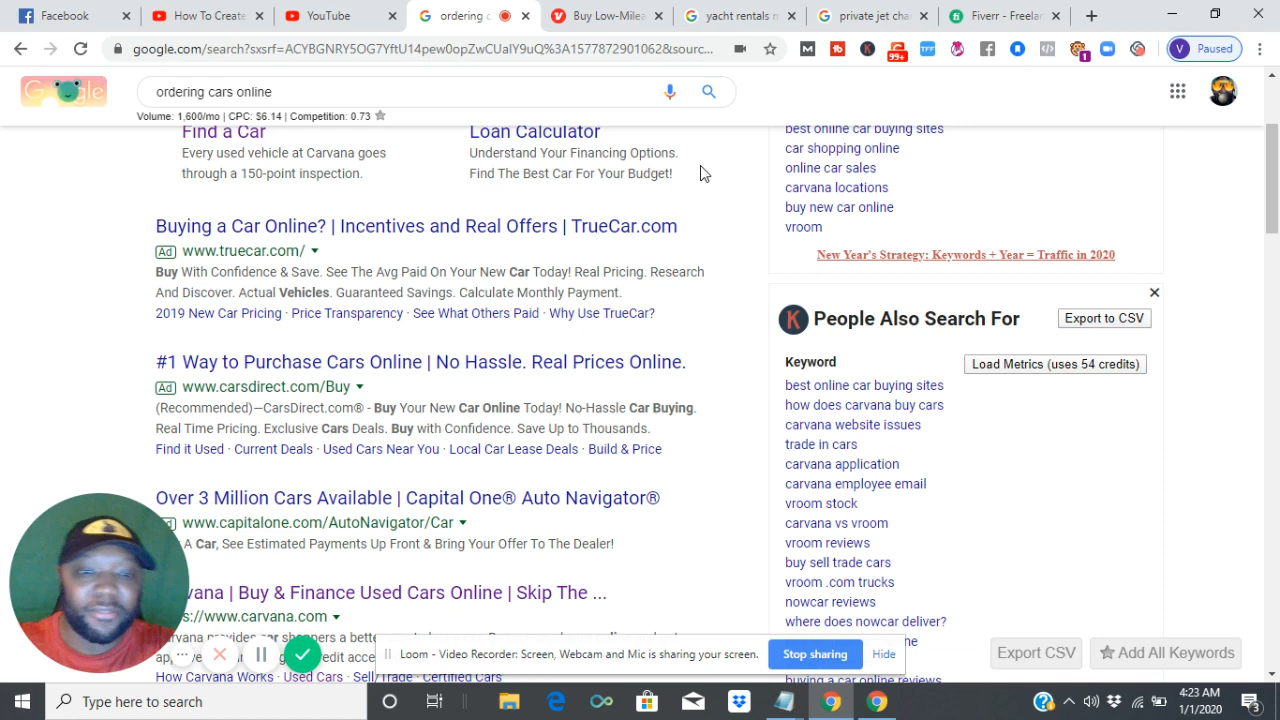 Facebook
How To Create
YouTube
ordering c
Buy Low-Milea
yacht rentals m
private jet cha
Fiverr - Freelan
google.com/search?sxsrf=ACYBGNRY5OG7YftU14pew0opZwCUaIY9uQ%3A1577872901062&sourc...
99+
TFF
1
V Paused
Google
ordering cars online
Volume: 1,600/mo | CPC: $6.14 | Competition: 0.73
Find a Car
Every used vehicle at Carvana goes
through a 150-point inspection.
Loan Calculator
Understand Your Financing Options.
Find The Best Car For Your Budget!
Buying a Car Online? | Incentives and Real Offers | TrueCar.com
Ad www.truecar.com/
Buy With Confidence & Save. See The Avg Paid On Your New Car Today! Real Pricing. Research
And Discover. Actual Vehicles. Guaranteed Savings. Calculate Monthly Payment.
2019 New Car Pricing · Price Transparency · See What Others Paid · Why Use TrueCar?
#1 Way to Purchase Cars Online | No Hassle. Real Prices Online.
Ad www.carsdirect.com/Buy
(Recommended)—CarsDirect.com® - Buy Your New Car Online Today! No-Hassle Car Buying.
Real Time Pricing. Exclusive Cars Deals. Buy with Confidence. Save Up to Thousands.
Find it Used · Current Deals · Used Cars Near You · Local Car Lease Deals · Build & Price
Over 3 Million Cars Available | Capital One® Auto Navigator®
www.capitalone.com/AutoNavigator/Car
A Car, See Estimated Payments Up Front & Bring Your Offer To The Dealer!
vana | Buy & Finance Used Cars Online | Skip The ...
s://www.carvana.com
arvana provides car shoppers a bette
How Carvana Works · Used Cars · Sell/Trade · Certified Cars
best online car buying sites
car shopping online
online car sales
carvana locations
buy new car online
vroom
New Year's Strategy: Keywords + Year = Traffic in 2020
K People Also Search For
Export to CSV
Keyword
Load Metrics (uses 54 credits)
best online car buying sites
how does carvana buy cars
carvana website issues
trade in cars
carvana application
carvana employee email
vroom stock
carvana vs vroom
vroom reviews
buy sell trade cars
vroom .com trucks
nowcar reviews
where does nowcar deliver?
buying a car online reviews
Export CSV
Add All Keywords
Loom - Video Recorder: Screen, Webcam and Mic is sharing your screen.
Stop sharing
Hide
Type here to search
4:23 AM
1/1/2020
3